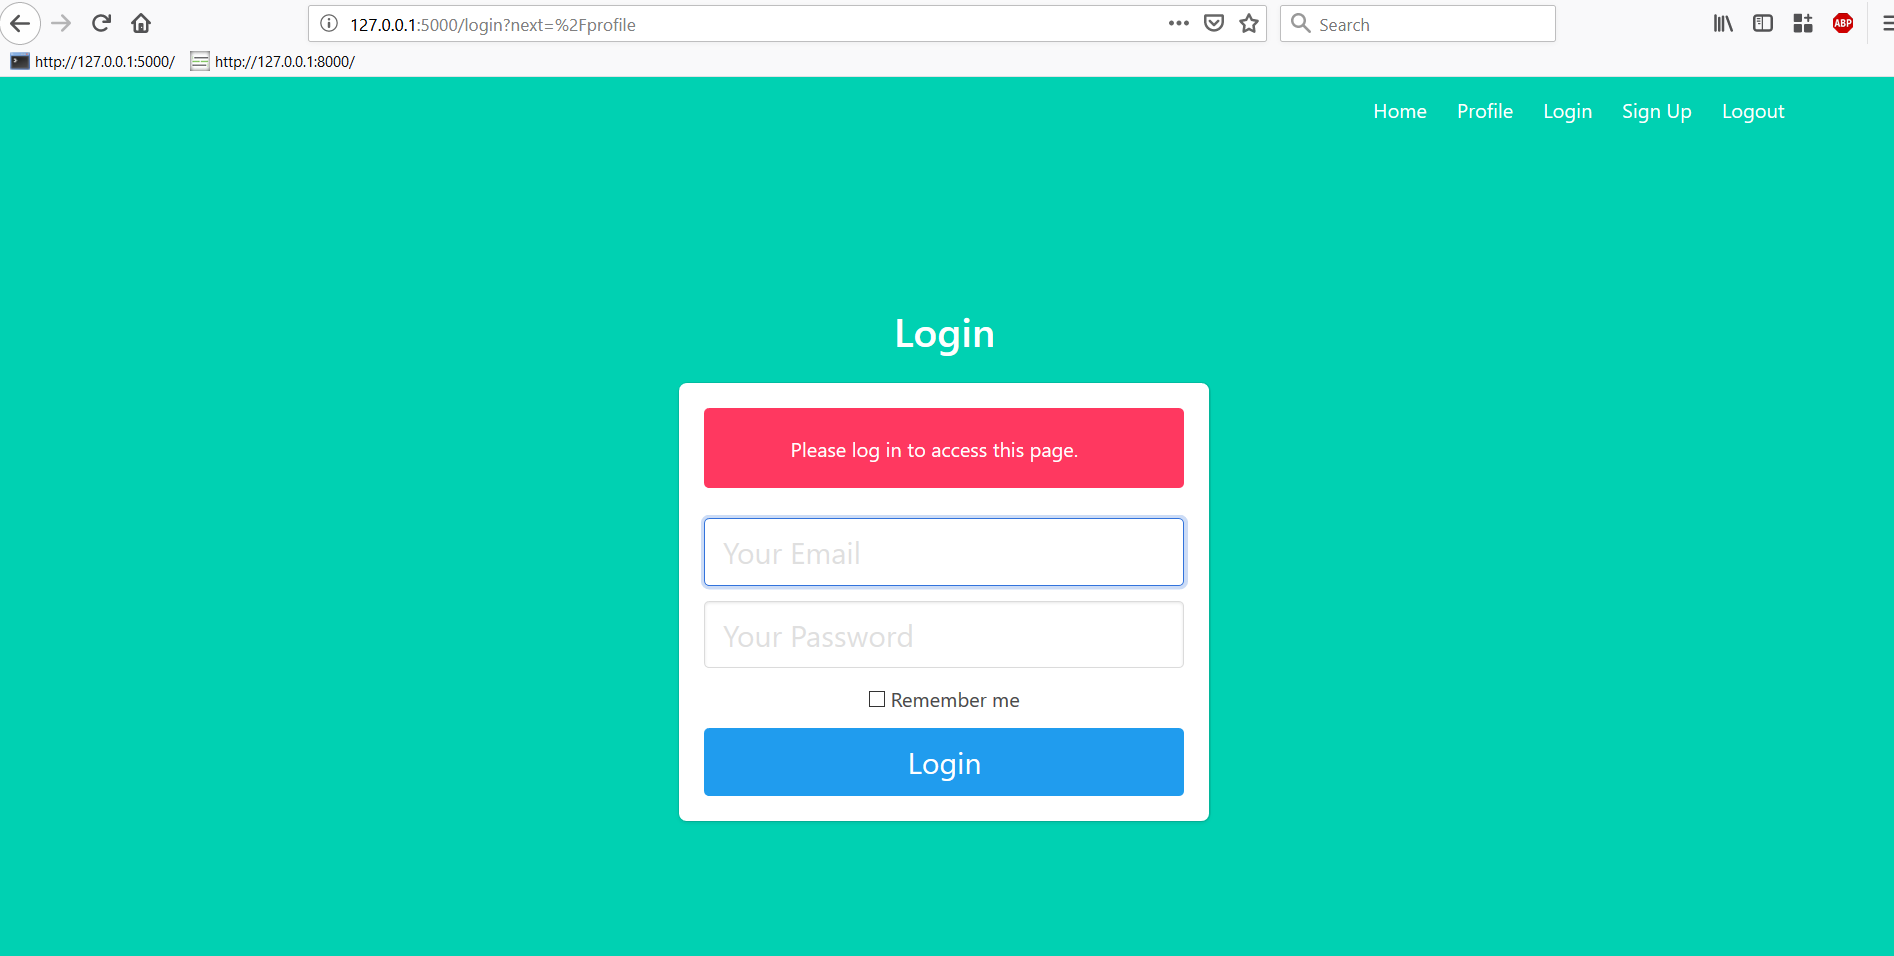 127.0.0.1:5000/login?next=%2Fprofile
Search
ABP
http://127.0.0.1:5000/ http://127.0.0.1:8000/
Home Profile Login Sign Up Logout
Login
Please log in to access this page.
Your Email
Your Password
Remember me
Login